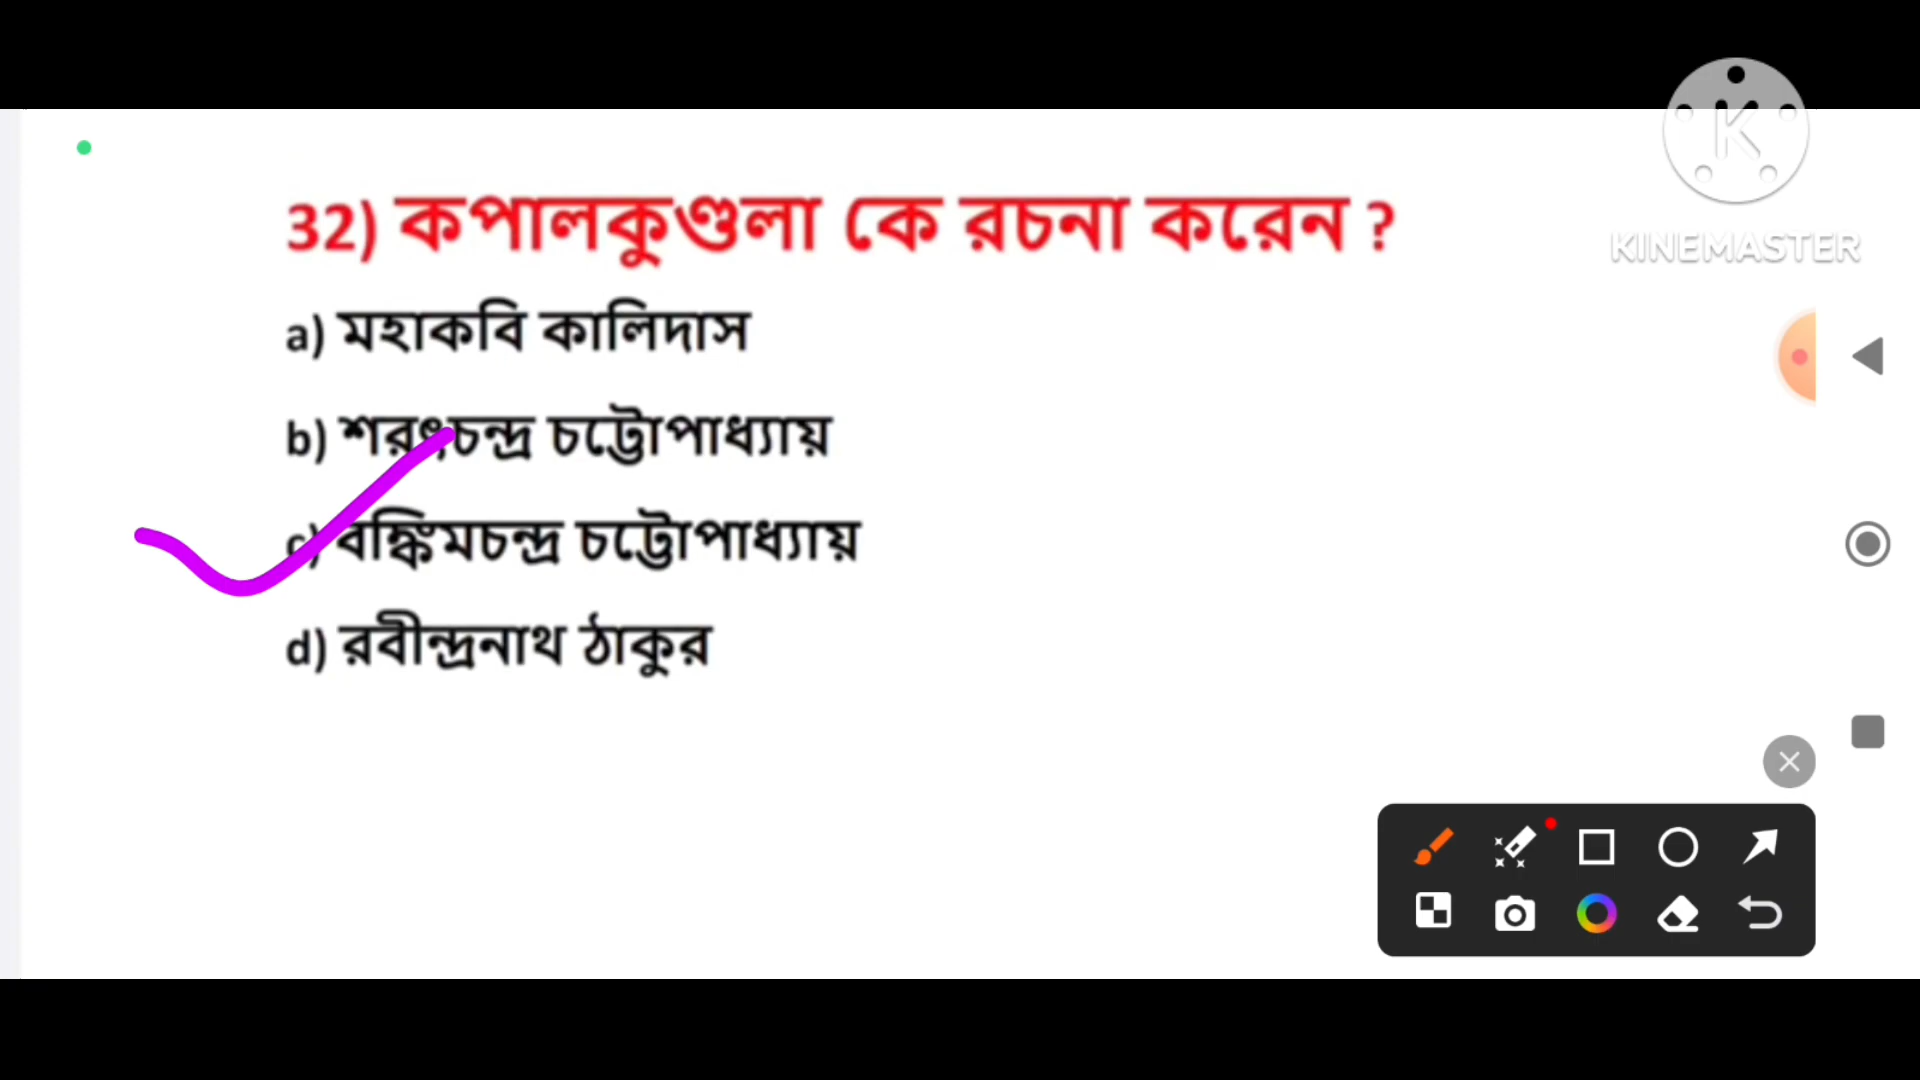 32) কপালকুণ্ডলা কে রচনা করেন ?
a) মহাকবি কালিদাস
b) শরৎচন্দ্র চট্টোপাধ্যায়
c) বঙ্কিমচন্দ্র চট্টোপাধ্যায়
d) রবীন্দ্রনাথ ঠাকুর
K
KINEMASTER